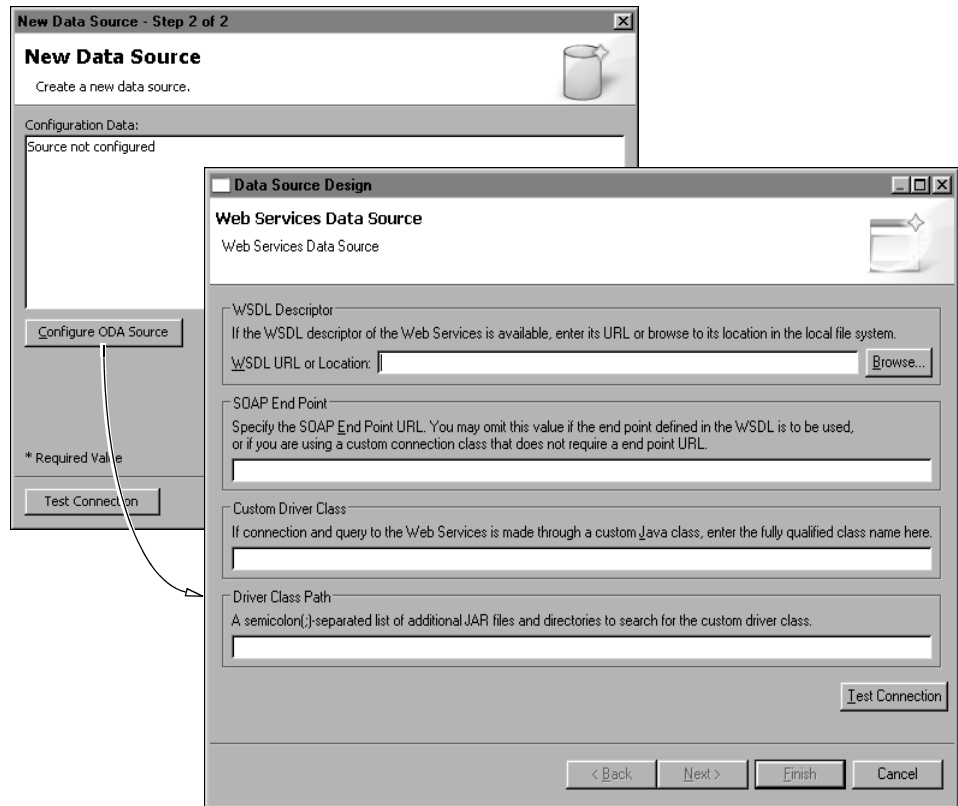 New Data Source - Step 2 of 2
New Data Source
Create a new data source.
Configuration Data:
Source not configured
Configure ODA Source
* Required Value
Test Connection
Data Source Design
Web Services Data Source
Web Services Data Source
WSDL Descriptor
If the WSDL descriptor of the Web Services is available, enter its URL or browse to its location in the local file system.
WSDL URL or Location:
Browse...
SOAP End Point
Specify the SOAP End Point URL. You may omit this value if the end point defined in the WSDL is to be used,
or if you are using a custom connection class that does not require a end point URL.
Custom Driver Class
If connection and query to the Web Services is made through a custom Java class, enter the fully qualified class name here.
Driver Class Path
A semicolon(;)-separated list of additional JAR files and directories to search for the custom driver class.
Test Connection
< Back
Next >
Finish
Cancel